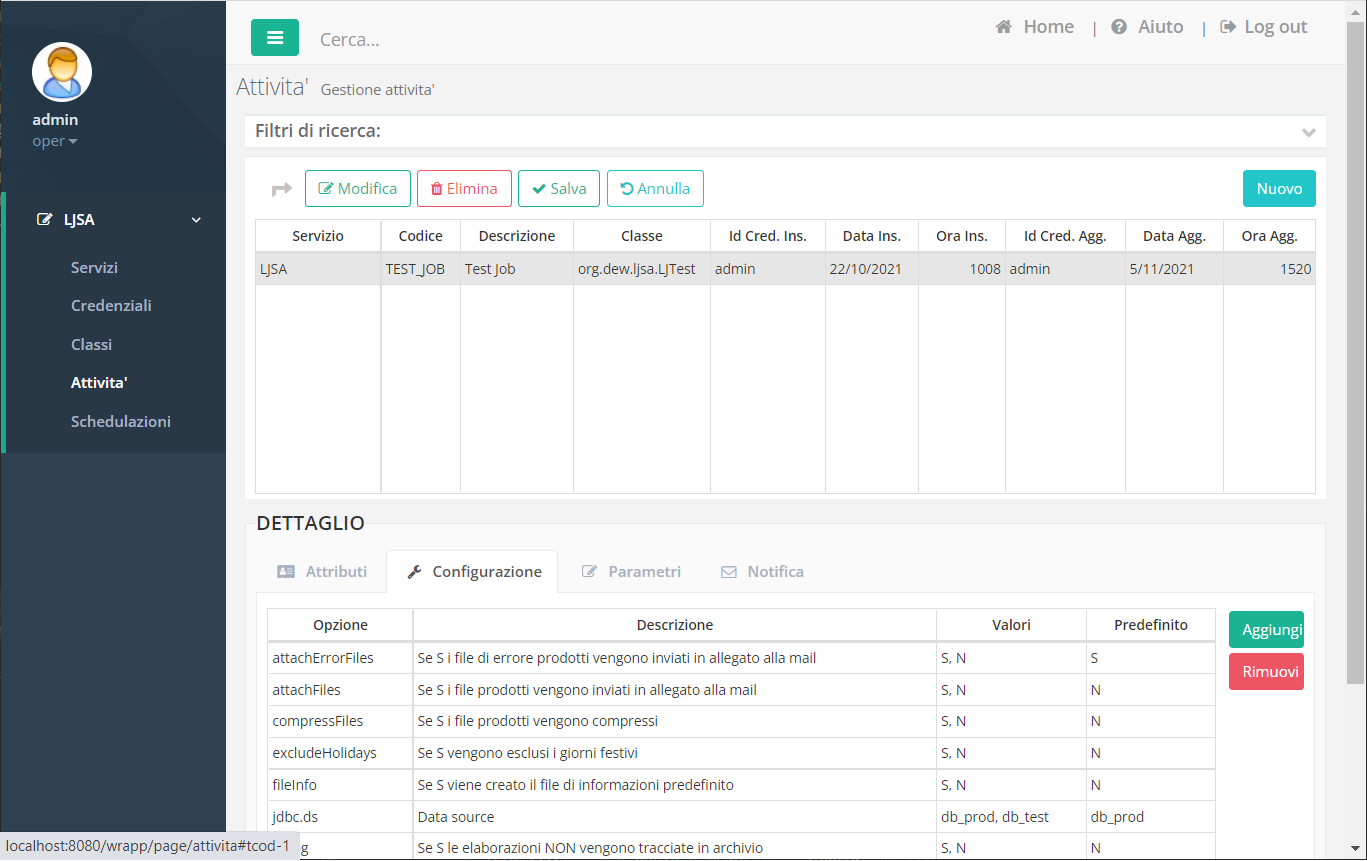 Cerca...
Home | Aiuto | Log out
admin
oper
LJSA
Servizi
Credenziali
Classi
Attivita'
Schedulazioni
Attivita' Gestione attivita'
Filtri di ricerca:
Modifica Elimina Salva Annulla Nuovo
Servizio Codice Descrizione Classe Id Cred. Ins. Data Ins. Ora Ins. Id Cred. Agg. Data Agg. Ora Agg.
LJSA TEST_JOB Test Job org.dew.ljsa.LJTest admin 22/10/2021 1008 admin 5/11/2021 1520
DETTAGLIO
Attributi Configurazione Parametri Notifica
Opzione Descrizione Valori Predefinito
attachErrorFiles Se S i file di errore prodotti vengono inviati in allegato alla mail S, N S
attachFiles Se S i file prodotti vengono inviati in allegato alla mail S, N N
compressFiles Se S i file prodotti vengono compressi S, N N
excludeHolidays Se S vengono esclusi i giorni festivi S, N N
fileInfo Se S viene creato il file di informazioni predefinito S, N N
jdbc.ds Data source db_prod, db_test db_prod
Se S le elaborazioni NON vengono tracciate in archivio S, N N
Aggiungi
Rimuovi
localhost:8080/wrapp/page/attivita#tcod-1